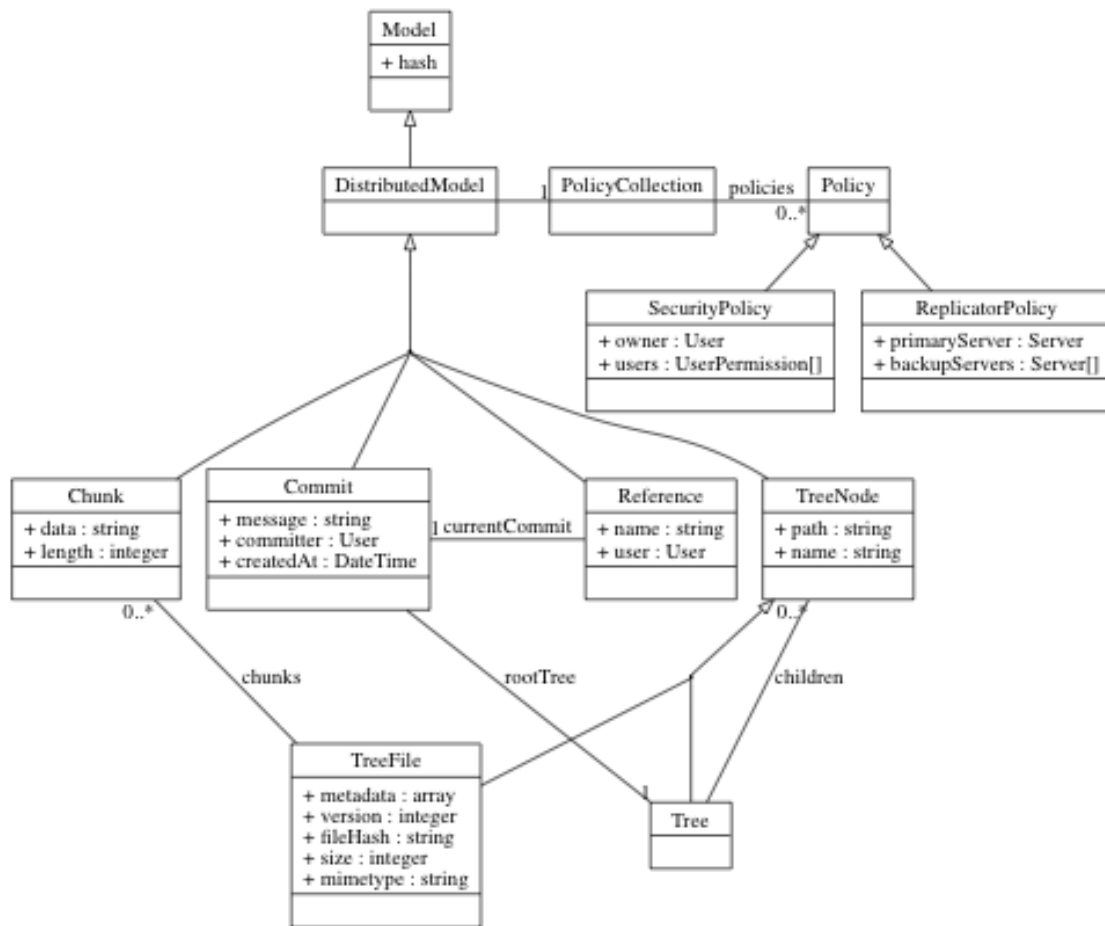 Model
+ hash
DistributedModel
1
PolicyCollection
policies
0..*
Policy
SecurityPolicy
+ owner : User
+ users : UserPermission[]
ReplicatorPolicy
+ primaryServer : Server
+ backupServers : Server[]
Chunk
+ data : string
+ length : integer
0..*
Commit
+ message : string
+ committer : User
+ createdAt : DateTime
1 currentCommit
Reference
+ name : string
+ user : User
TreeNode
+ path : string
+ name : string
0..*
chunks
rootTree
children
TreeFile
+ metadata : array
+ version : integer
+ fileHash : string
+ size : integer
+ mimetype : string
1
Tree